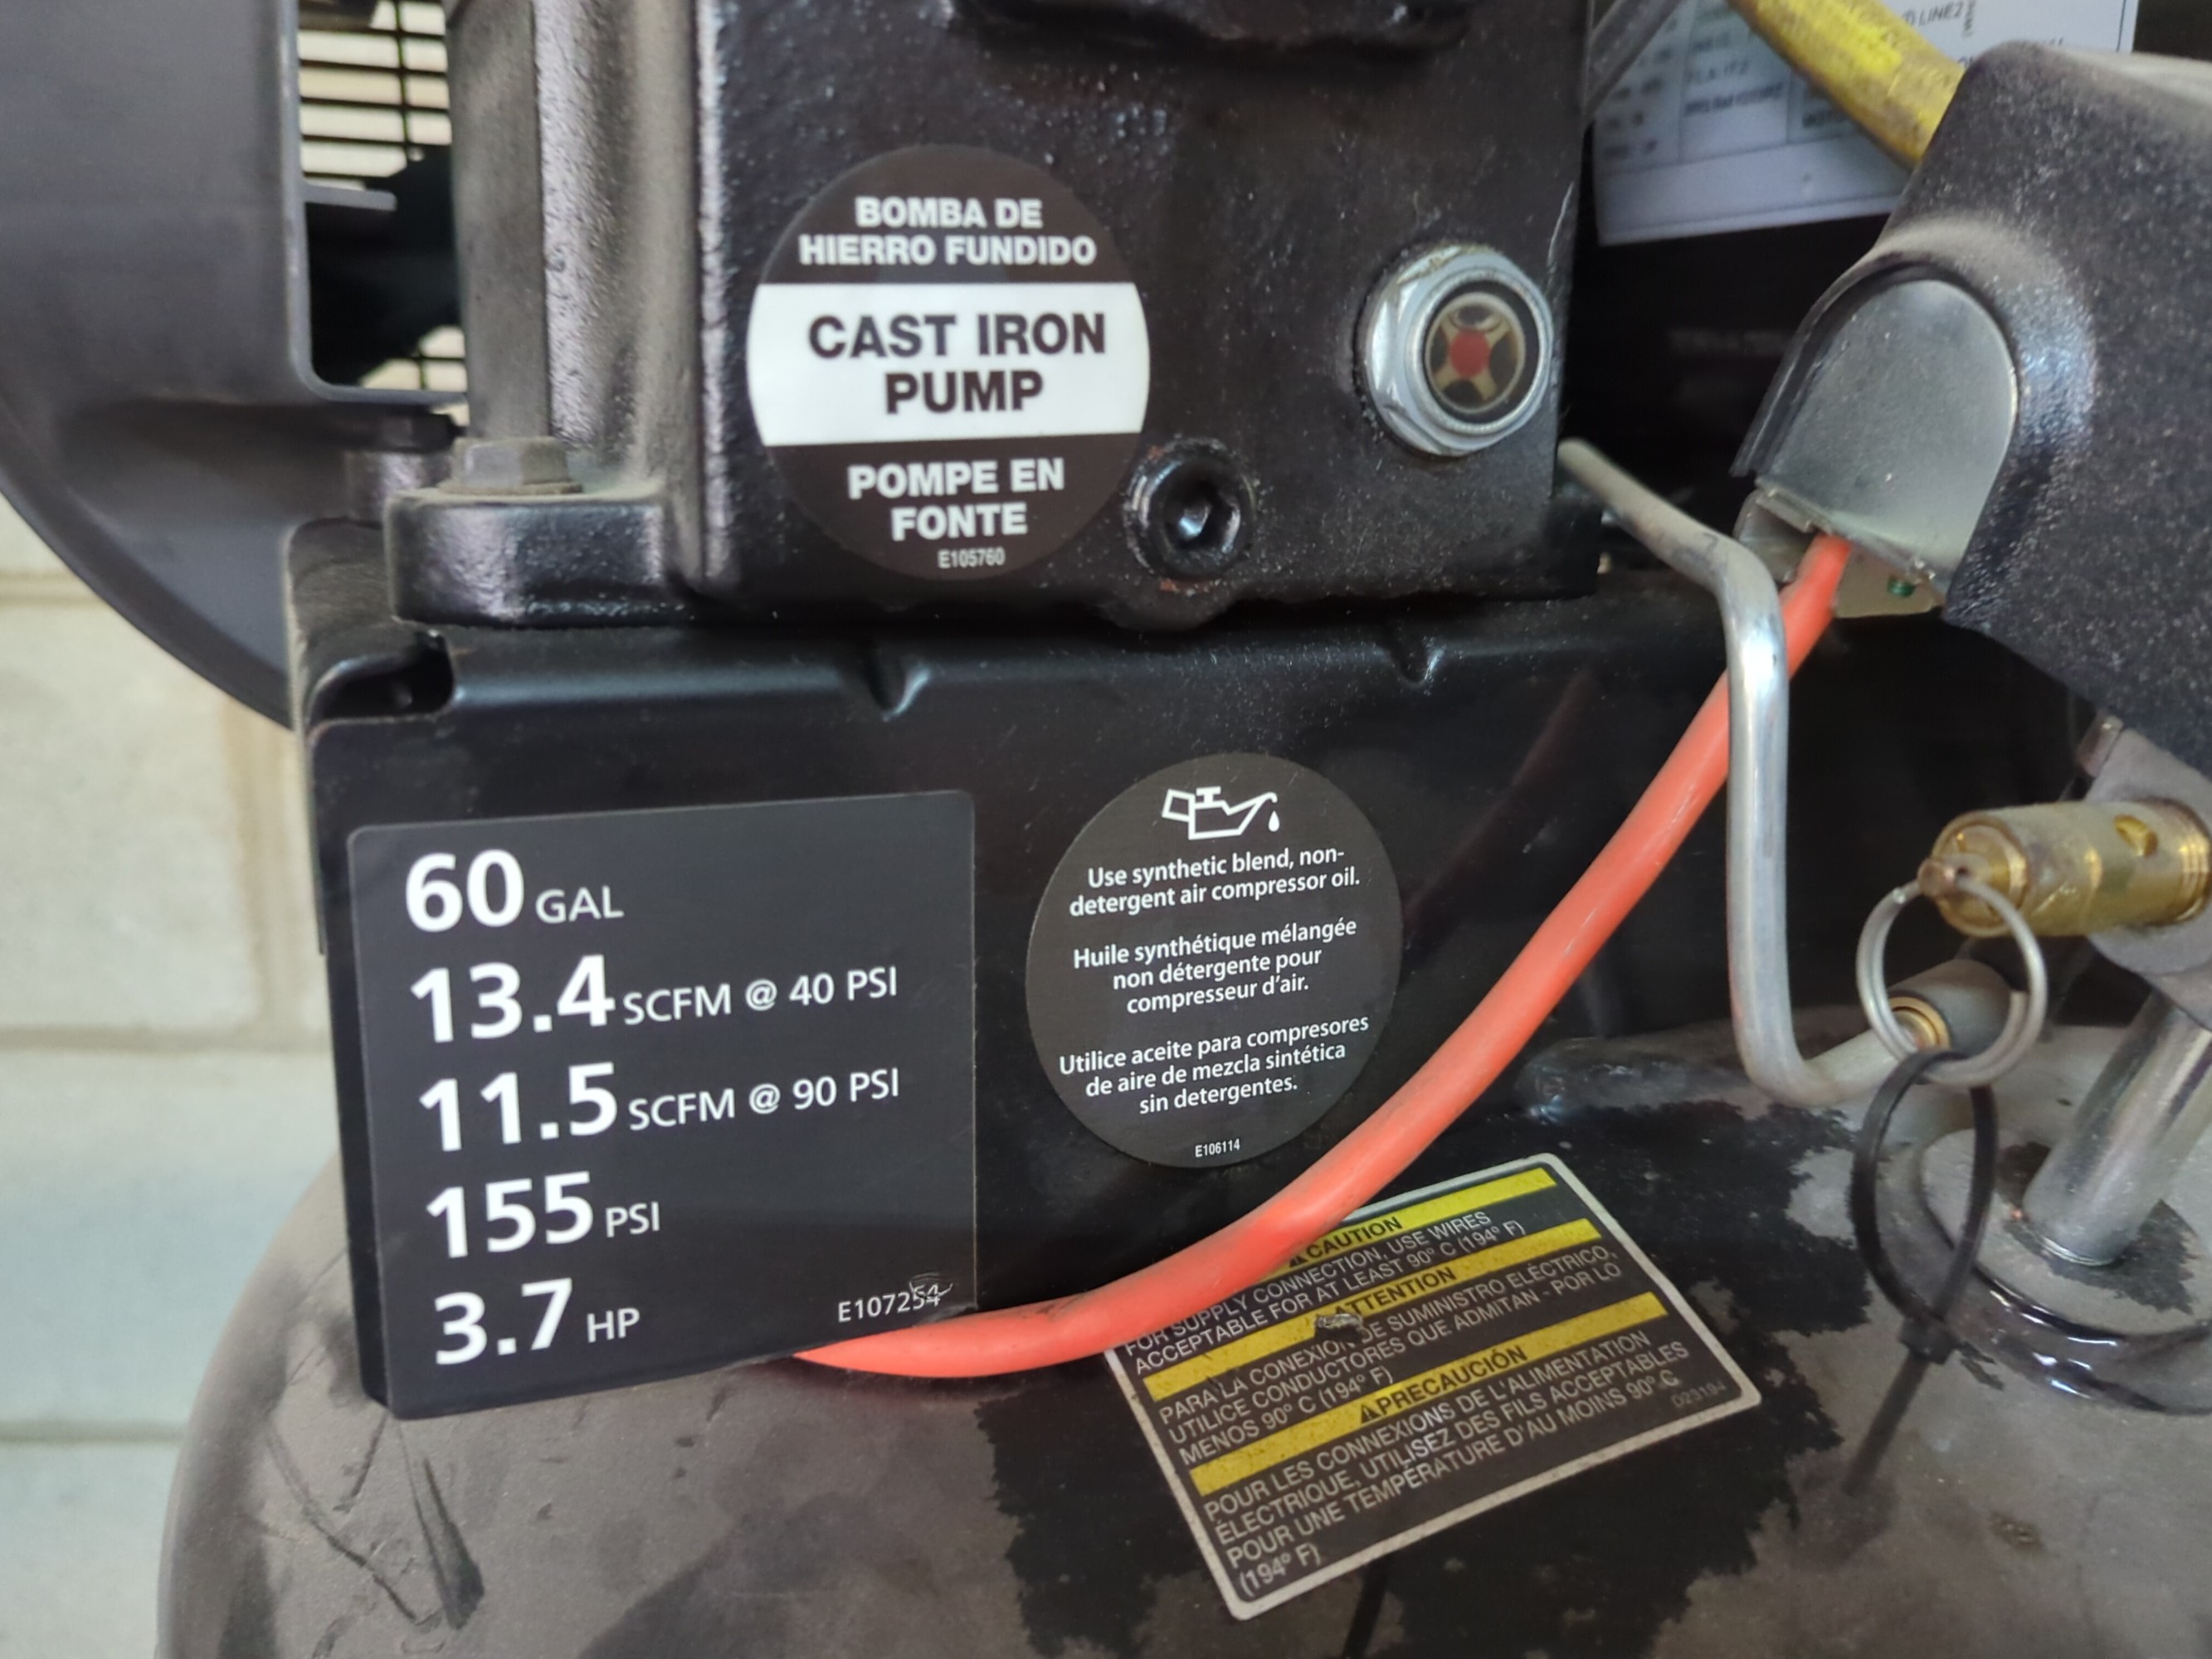 LINE2
BOMBA DE
HIERRO FUNDIDO
CAST IRON
PUMP
POMPE EN
FONTE
E105760
60 GAL
13.4 SCFM @ 40 PSI
11.5 SCFM @ 90 PSI
155 PSI
3.7 HP
E107254
Use synthetic blend, non-
detergent air compressor oil.
Huile synthétique mélangée
non détergente pour
compresseur d'air.
Utilice aceite para compresores
de aire de mezcla sintética
sin detergentes.
E106114
CAUTION
FOR SUPPLY CONNECTION, USE WIRES
ACCEPTABLE FOR AT LEAST 90° C (194° F)
ATTENTION
PARA LA CONEXION DE SUMINISTRO ELÉCTRICO,
UTILICE CONDUCTORES QUE ADMITAN - POR LO
MENOS 90° C (194° F)
PRECAUCIÓN
POUR LES CONNEXIONS DE L'ALIMENTATION
ÉLECTRIQUE, UTILISEZ DES FILS ACCEPTABLES
POUR UNE TEMPÉRATURE D'AU MOINS 90° C
(194° F)
D23194